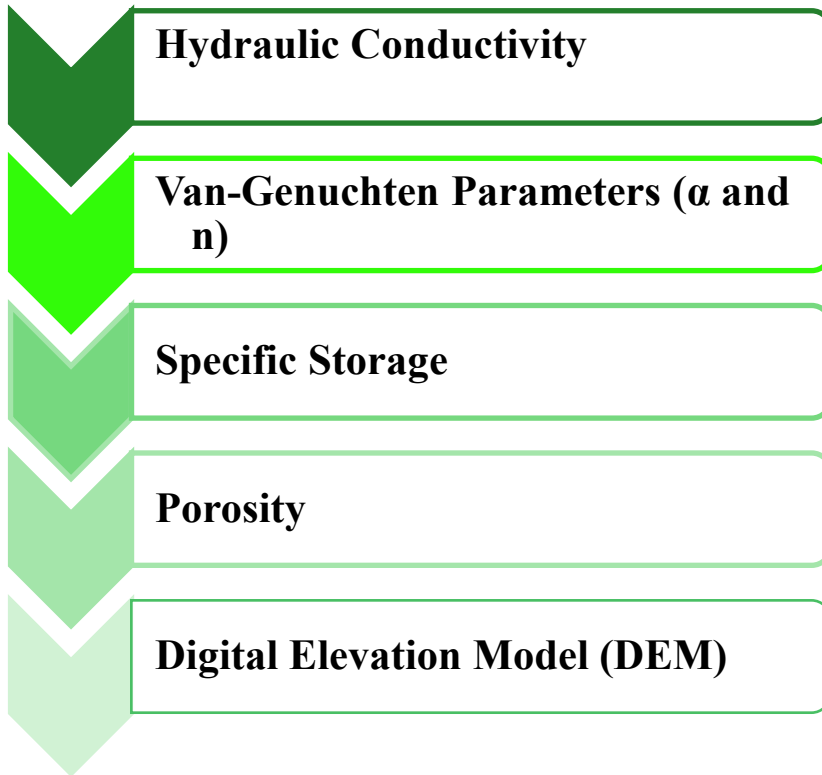 Hydraulic Conductivity
Van-Genuchten Parameters (α and
n)
Specific Storage
Porosity
Digital Elevation Model (DEM)